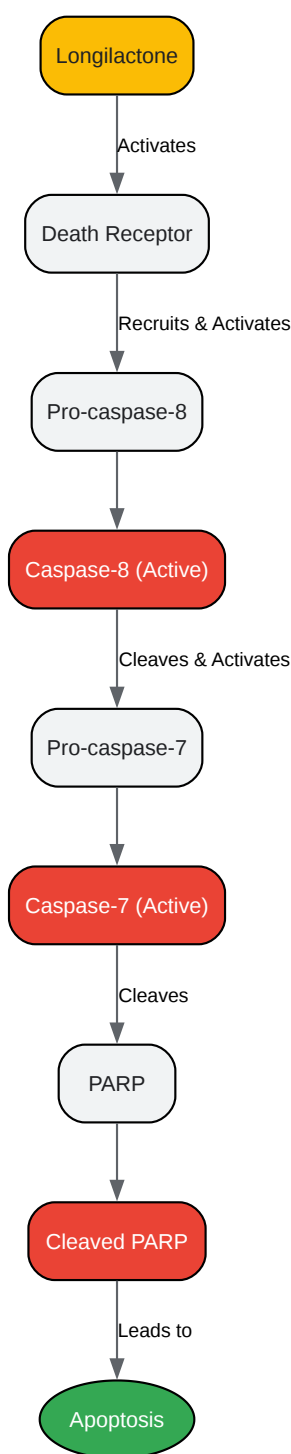 Longilactone
Activates
Death Receptor
Recruits & Activates
Pro-caspase-8
Caspase-8 (Active)
Cleaves & Activates
Pro-caspase-7
Caspase-7 (Active)
Cleaves
PARP
Cleaved PARP
Leads to
Apoptosis